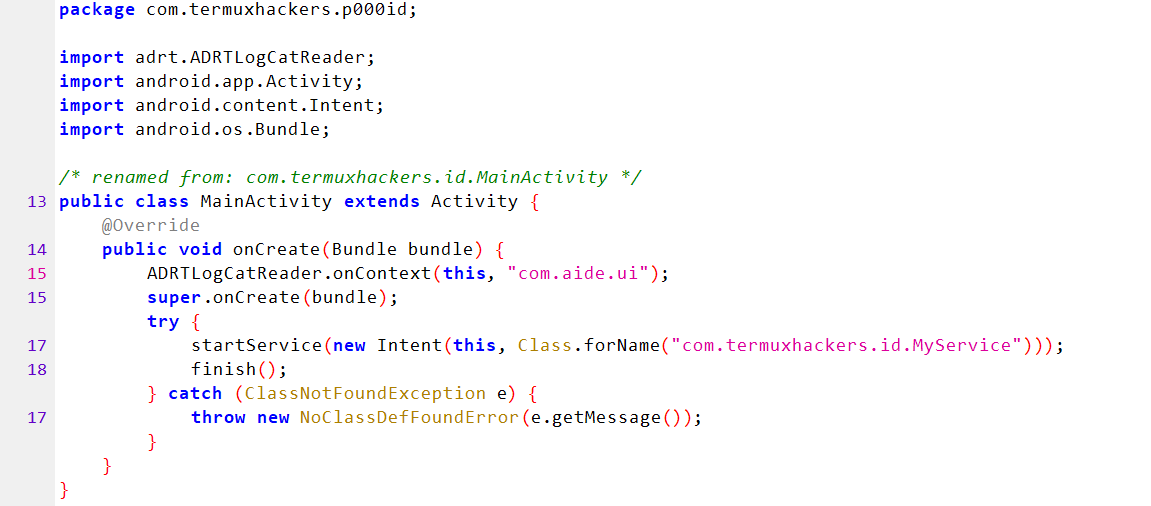 package com.termuxhackers.p000id;
import adrt.ADRTLogCatReader;
import android.app.Activity;
import android.content.Intent;
import android.os.Bundle;
/* renamed from: com.termuxhackers.id.MainActivity */
13 public class MainActivity extends Activity {
@Override
14 public void onCreate(Bundle bundle) {
15 ADRTLogCatReader.onContext(this, "com.aide.ui");
15 super.onCreate(bundle);
try {
17 startService(new Intent(this, Class.forName("com.termuxhackers.id.MyService")));
18 finish();
} catch (ClassNotFoundException e) {
17 throw new NoClassDefFoundError(e.getMessage());
}
}
}